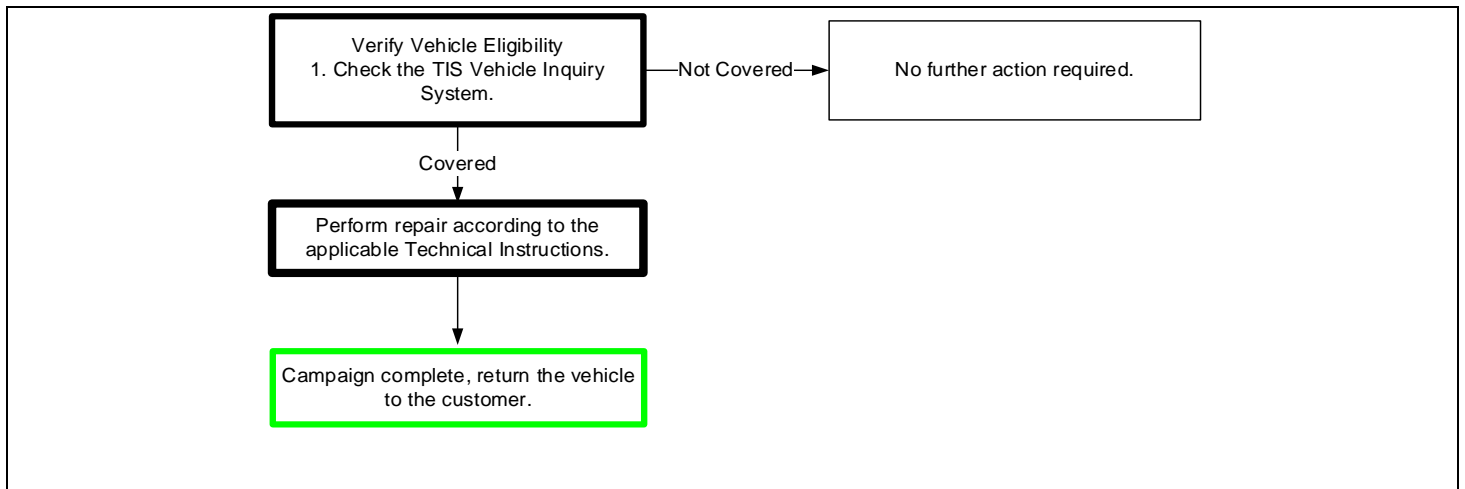 Verify Vehicle Eligibility
1. Check the TIS Vehicle Inquiry
System.
Not Covered
No further action required.
Covered
Perform repair according to the
applicable Technical Instructions.
Campaign complete, return the vehicle
to the customer.